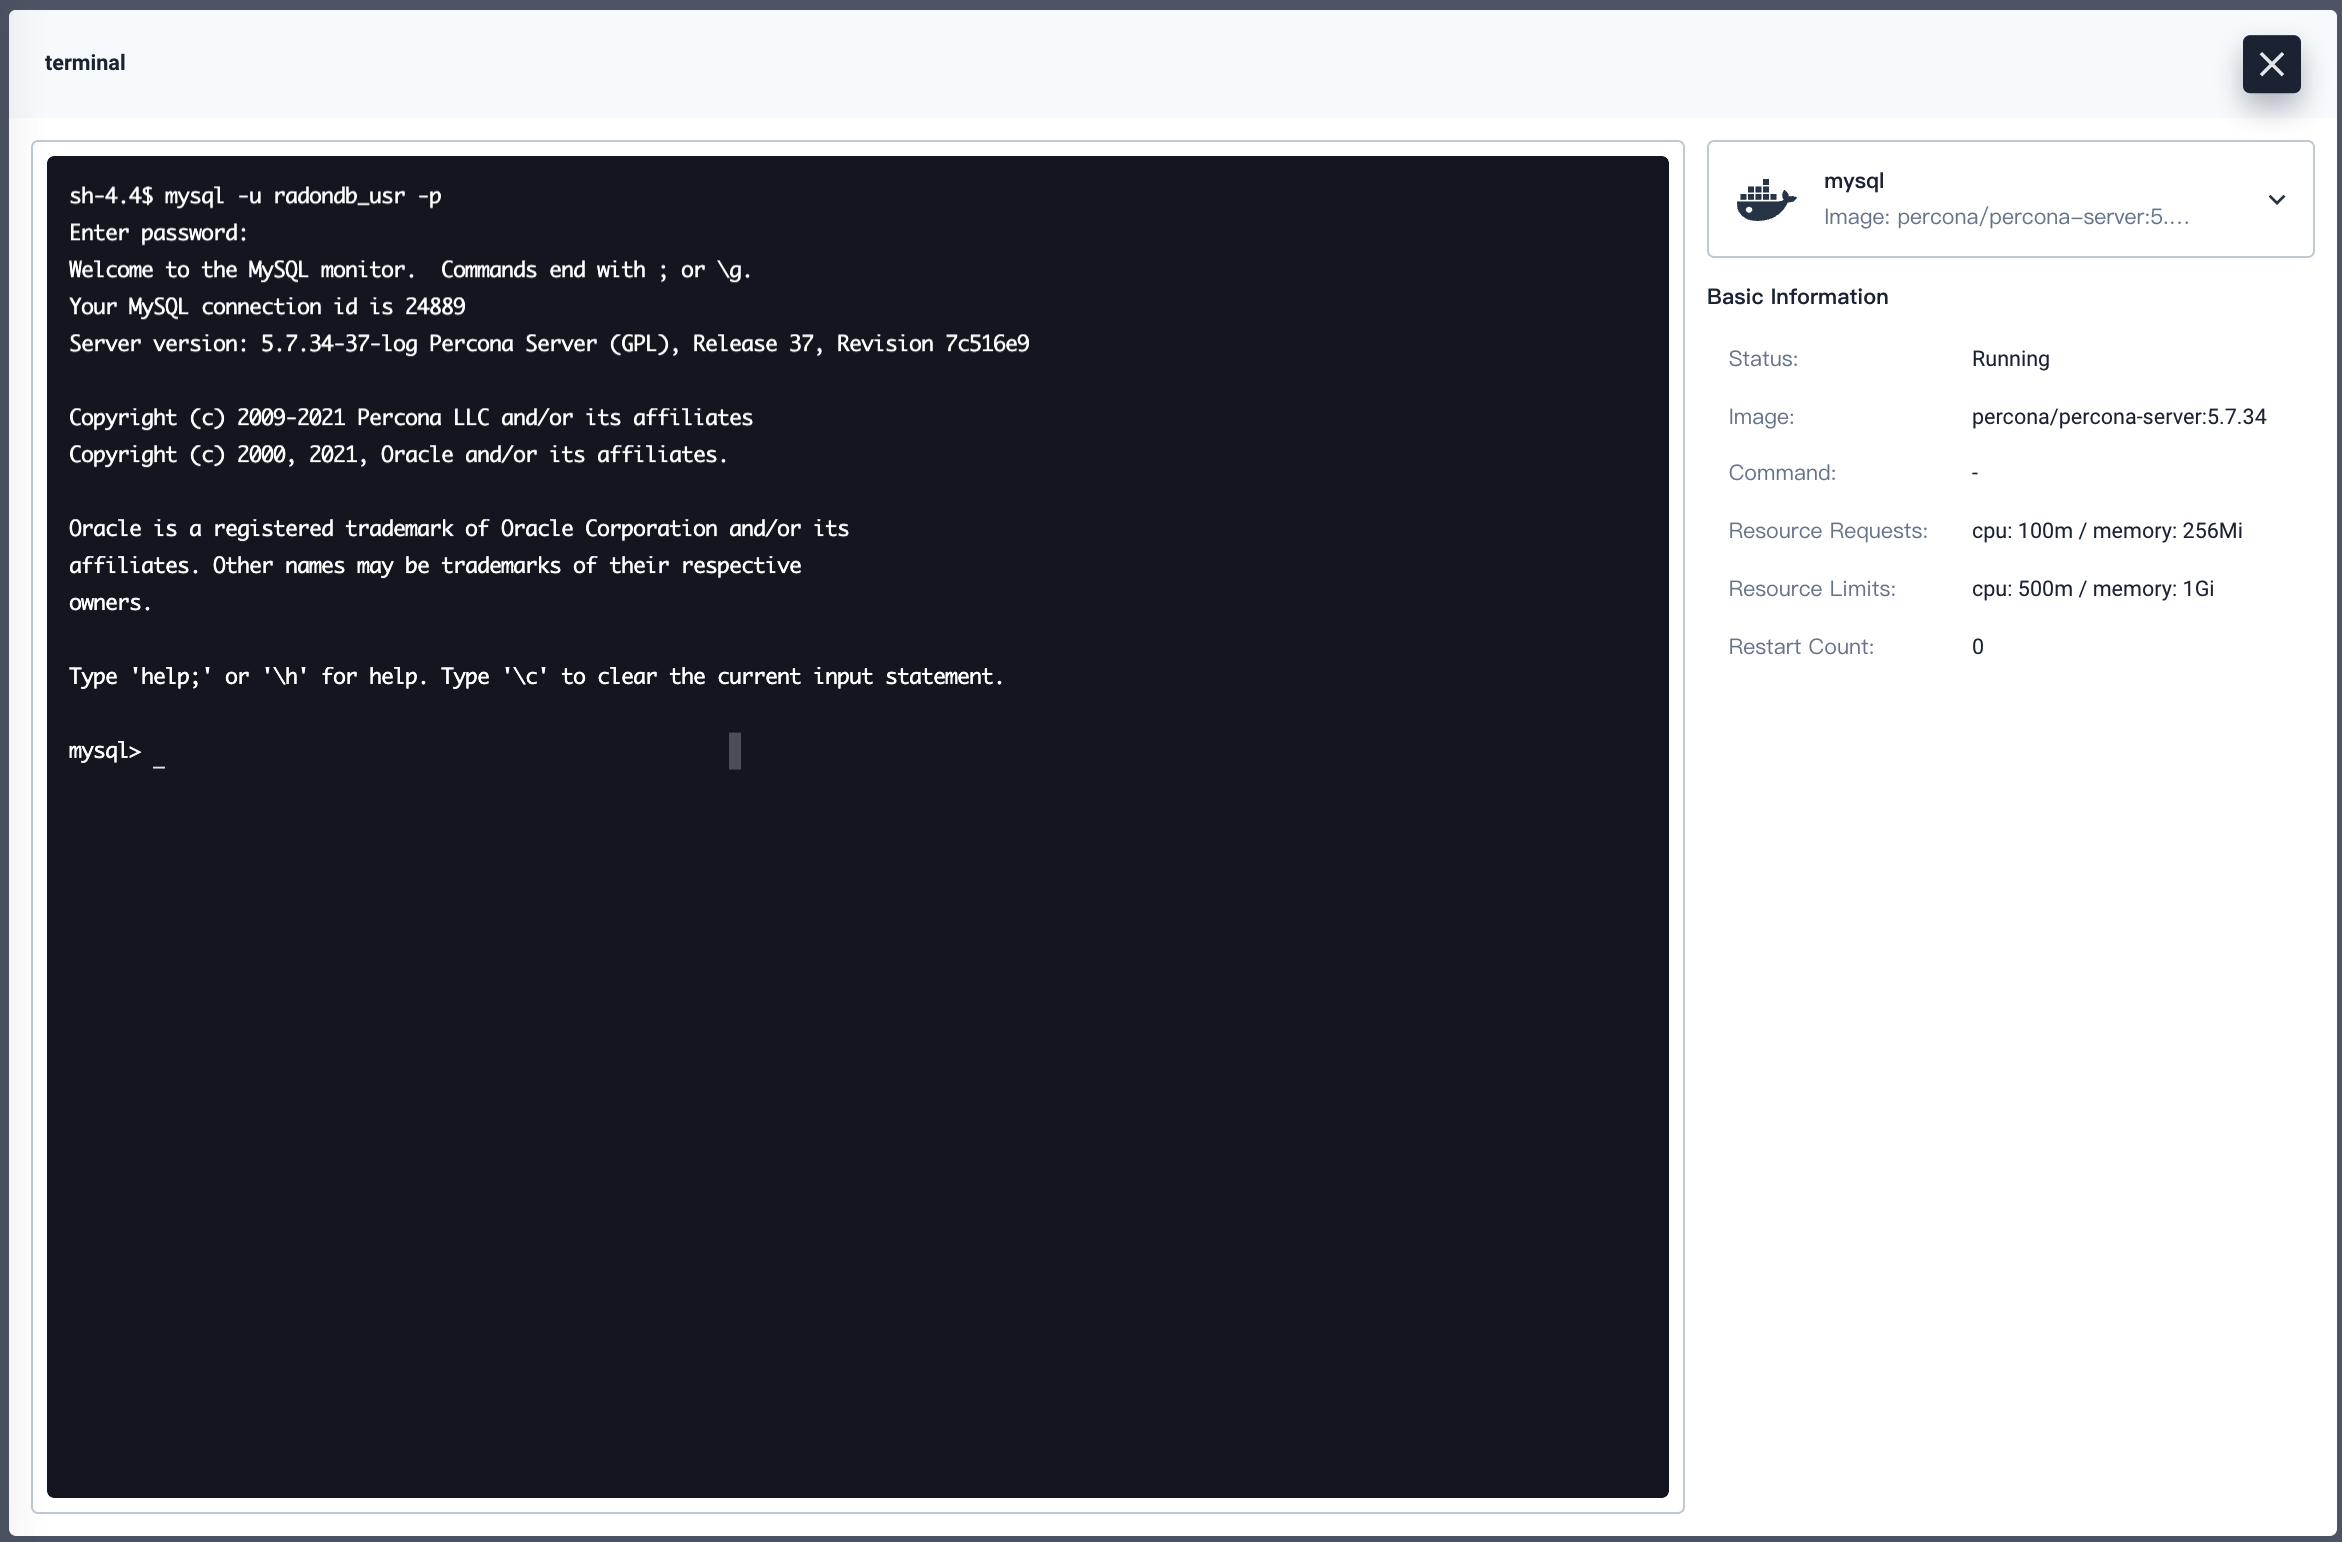 terminal
sh-4.4$ mysql -u radondb_usr -p
Enter password:
Welcome to the MySQL monitor.  Commands end with ; or \g.
Your MySQL connection id is 24889
Server version: 5.7.34-37-log Percona Server (GPL), Release 37, Revision 7c516e9
Copyright (c) 2009-2021 Percona LLC and/or its affiliates
Copyright (c) 2000, 2021, Oracle and/or its affiliates.
Oracle is a registered trademark of Oracle Corporation and/or its
affiliates. Other names may be trademarks of their respective
owners.
Type 'help;' or '\h' for help. Type '\c' to clear the current input statement.
mysql> _
mysql
Image: percona/percona-server:5....
Basic Information
Status: Running
Image: percona/percona-server:5.7.34
Command: -
Resource Requests: cpu: 100m / memory: 256Mi
Resource Limits: cpu: 500m / memory: 1Gi
Restart Count: 0